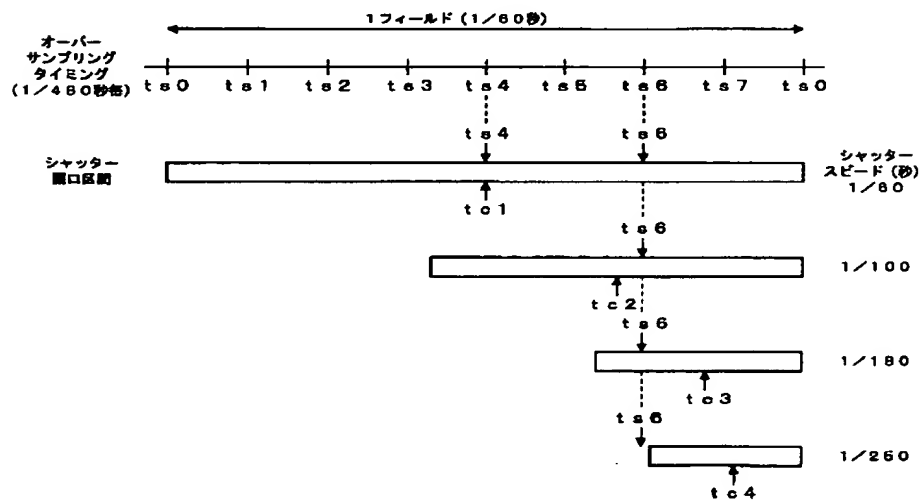 1フィールド(1/60秒)
オーバー
サンプリング
タイミング
(1/480秒毎)
ts0 ts1 ts2 ts3 ts4 ts5 ts6 ts7 ts0
ts4 ts6
シャッター
開口区間
シャッター
スピード(秒)
1/60
tc1
ts6
1/100
tc2
ts6
1/180
tc3
ts6
1/250
tc4